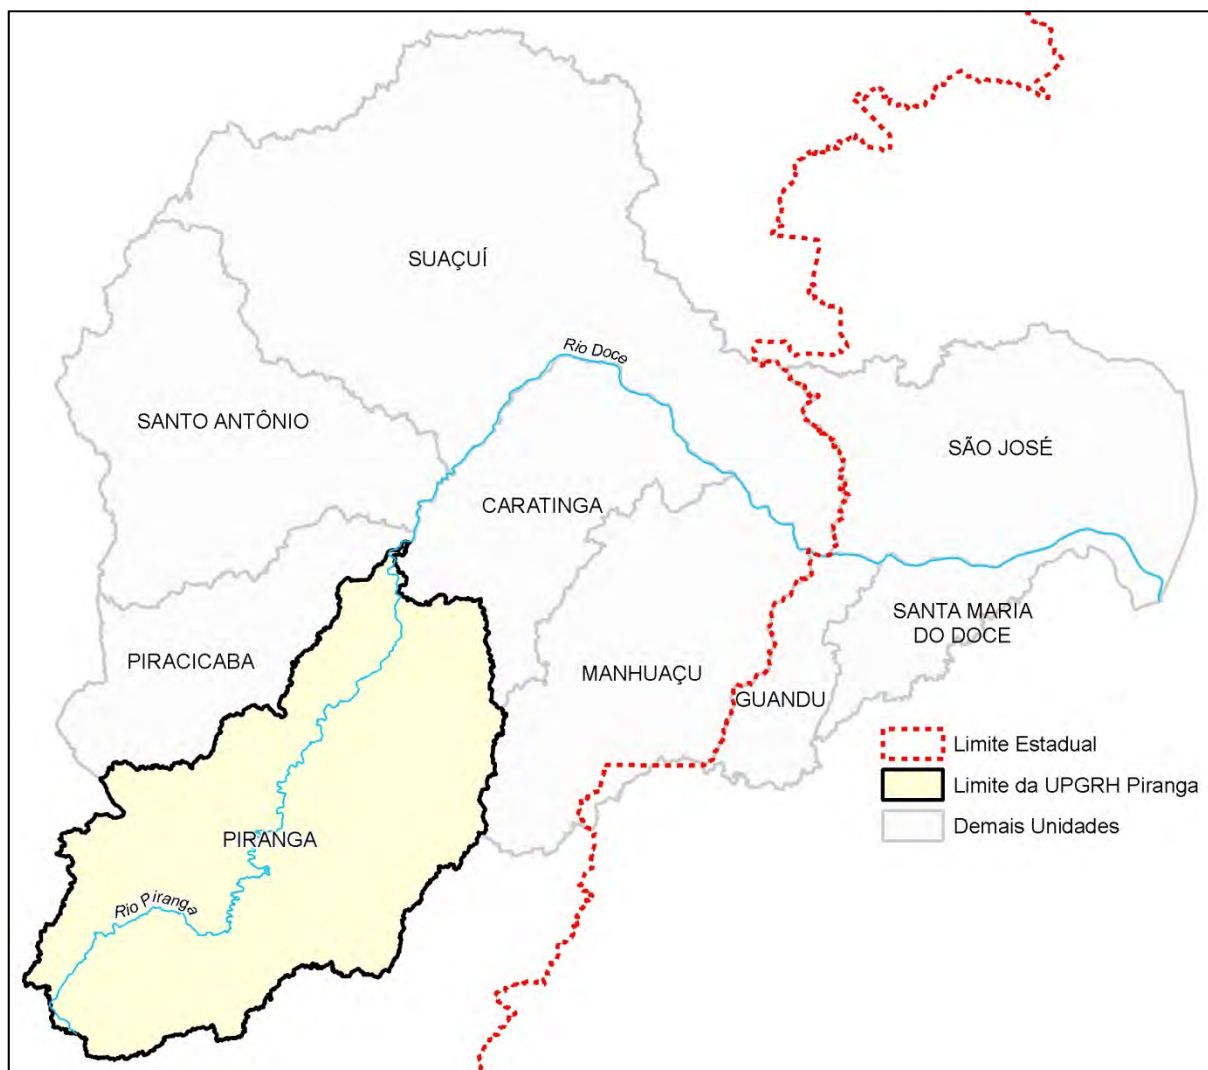 SUAÇUÍ
Rio Doce
SANTO ANTÔNIO
SÃO JOSÉ
CARATINGA
SANTA MARIA
DO DOCE
PIRACICABA
MANHUAÇU
GUANDU
Limite Estadual
Limite da UPGRH Piranga
Demais Unidades
PIRANGA
Rio Piranga